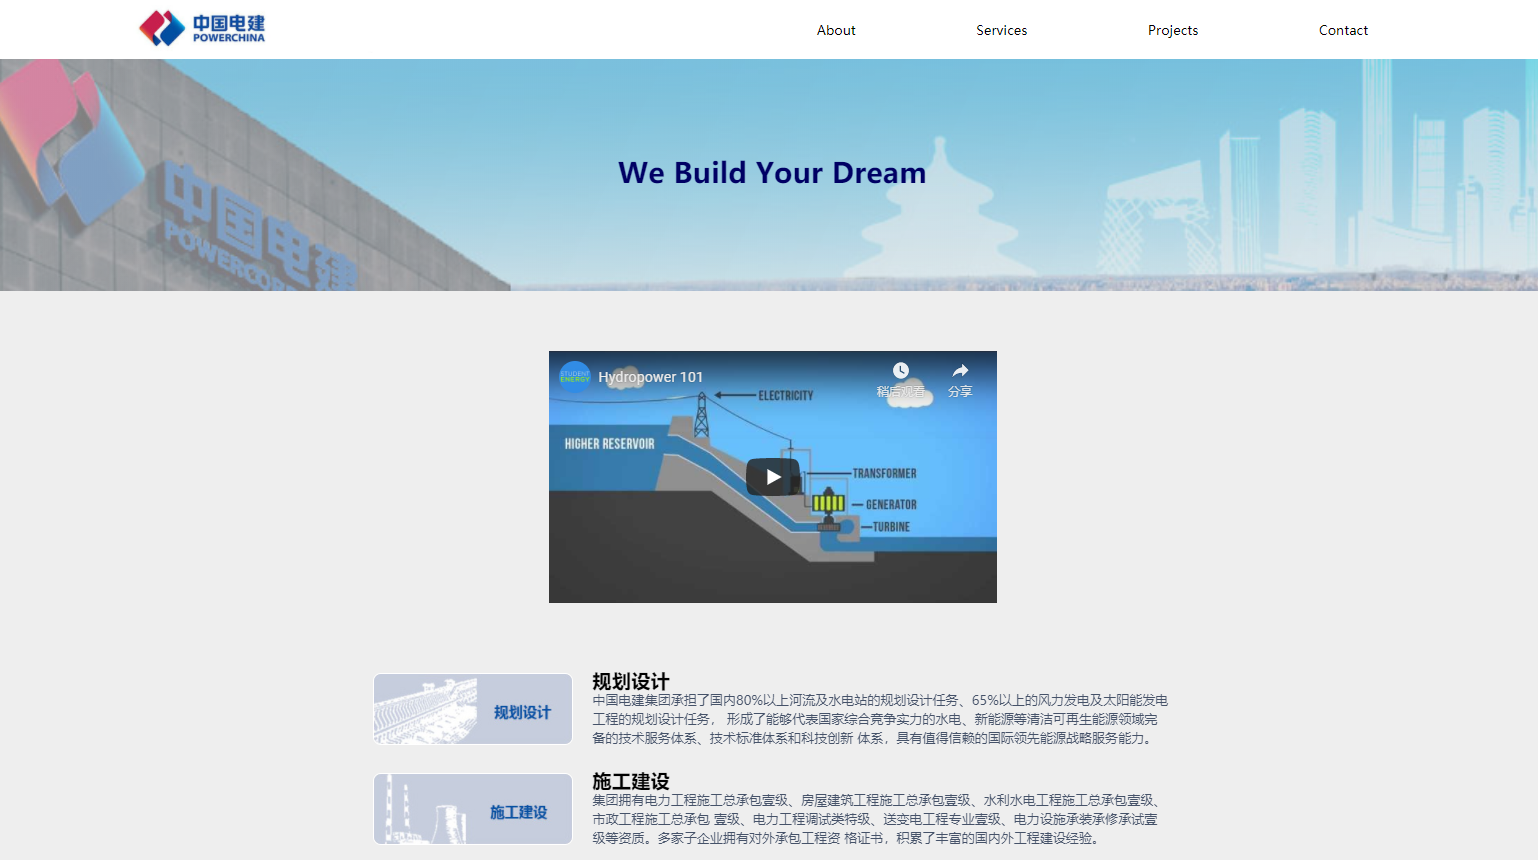 中国电建
POWERCHINA
About
Services
Projects
Contact
中国电建
We Build Your Dream
STUDENT
ENERGY
Hydropower 101
稍后观看
分享
ELECTRICITY
HIGHER RESERVOIR
TRANSFORMER
GENERATOR
TURBINE
规划设计
规划设计
中国电建集团承担了国内80%以上河流及水电站的规划设计任务、65%以上的风力发电及太阳能发电
工程的规划设计任务， 形成了能够代表国家综合竞争实力的水电、新能源等清洁可再生能源领域完
备的技术服务体系、技术标准体系和科技创新 体系，具有值得信赖的国际领先能源战略服务能力。
施工建设
施工建设
集团拥有电力工程施工总承包壹级、房屋建筑工程施工总承包壹级、水利水电工程施工总承包壹级、
市政工程施工总承包 壹级、电力工程调试类特级、送变电工程专业壹级、电力设施承装承修承试壹
级等资质。多家子企业拥有对外承包工程资 格证书，积累了丰富的国内外工程建设经验。